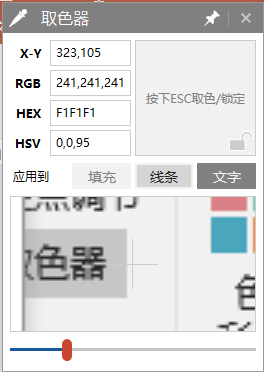 取色器
X-Y 323,105
RGB 241,241,241
HEX F1F1F1
HSV 0,0,95
按下ESC取色/锁定
应用到 填充 线条 文字
取色器